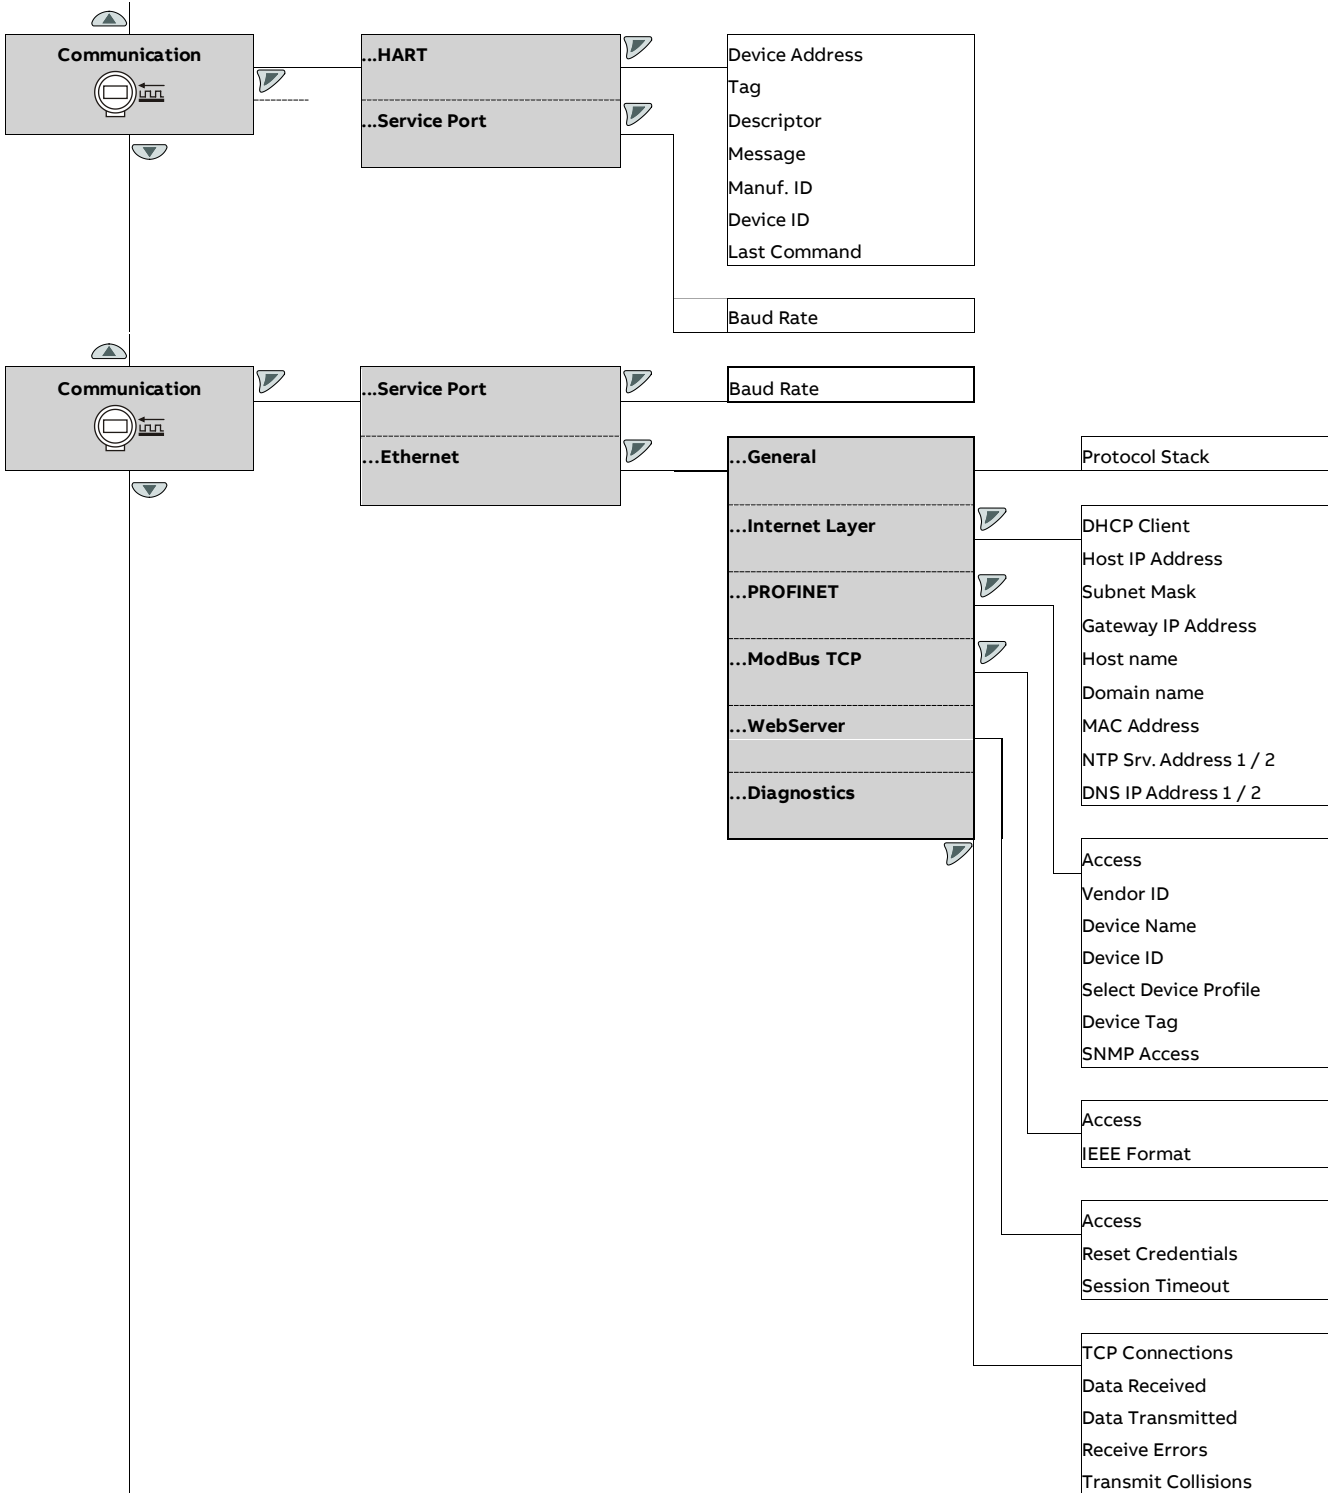 Communication
...HART
...Service Port
Device Address
Tag
Descriptor
Message
Manuf. ID
Device ID
Last Command
Baud Rate
Communication
...Service Port
...Ethernet
Baud Rate
...General
...Internet Layer
...PROFINET
...ModBus TCP
...WebServer
...Diagnostics
Protocol Stack
DHCP Client
Host IP Address
Subnet Mask
Gateway IP Address
Host name
Domain name
MAC Address
NTP Srv. Address 1 / 2
DNS IP Address 1 / 2
Access
Vendor ID
Device Name
Device ID
Select Device Profile
Device Tag
SNMP Access
Access
IEEE Format
Access
Reset Credentials
Session Timeout
TCP Connections
Data Received
Data Transmitted
Receive Errors
Transmit Collisions